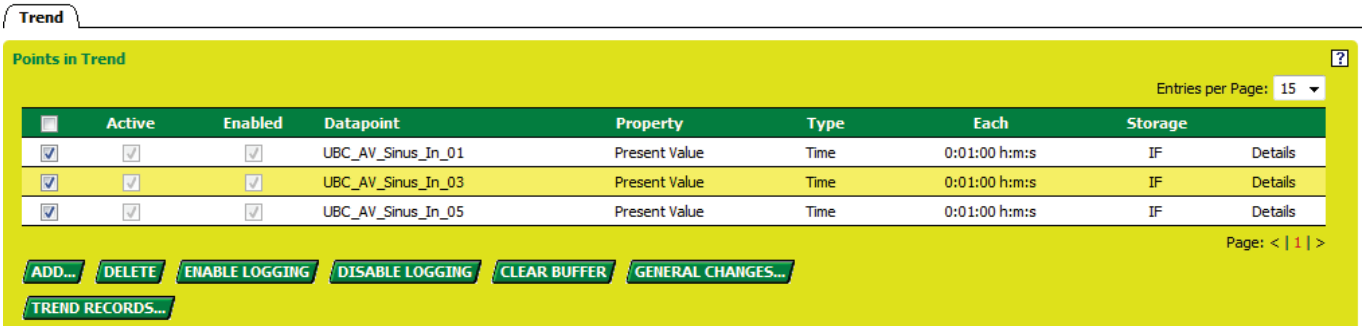 Trend
Points in Trend
?
Entries per Page: 15
Active Enabled Datapoint Property Type Each Storage
UBC_AV_Sinus_In_01 Present Value Time 0:01:00 h:m:s IF Details
UBC_AV_Sinus_In_03 Present Value Time 0:01:00 h:m:s IF Details
UBC_AV_Sinus_In_05 Present Value Time 0:01:00 h:m:s IF Details
Page: < | 1 | >
ADD... DELETE ENABLE LOGGING DISABLE LOGGING CLEAR BUFFER GENERAL CHANGES...
TREND RECORDS...